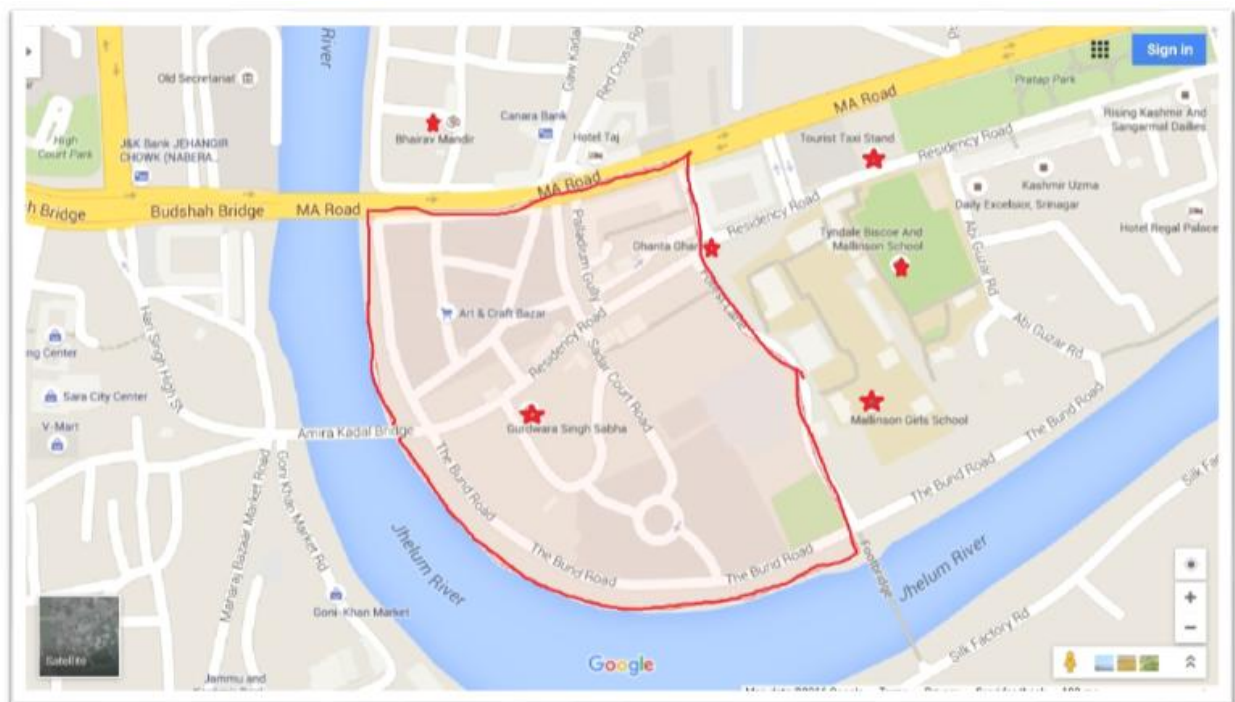 River
Old Secretariat
Gaw Kadal
Red Cross Rd
Sign in
Pratap Park
MA Road
Rising Kashmir And
Sangarmal Dailies
High
Court Park
J&K Bank JEHANGIR
CHOWK (NABERA..
Bhairav Mandir
Canara Bank
Hotel Taj
Tourist Taxi Stand
Residency Road
Kashmir Uzma
Daily Excelsior, Srinagar
Hotel Regal Palace
MA Road
h Bridge
Budshah Bridge
MA Road
Palladium Gully
Residency Road
Dhanta Ghar
Tyndale Biscoe And
Mallinson School
Abi Guzar Rd
Hari Singh High St
Art & Craft Bazar
Lane
Abi Guzar Rd
ng Center
Residency Road
Sadar Court Road
Sara City Center
V-Mart
Amira Kadal Bridge
Gurdwara Singh Sabha
Mallinson Girls School
The Bund Road
The Bund Road
Maharaj Bazaar Market Road
Goni Khan Market Rd
Jhelum River
The Bund Road
The Bund Road
Footbridge
Jhelum River
Silk Fa
Goni-Khan Market
Silk Factory Rd
Satellite
Google
Jammu and